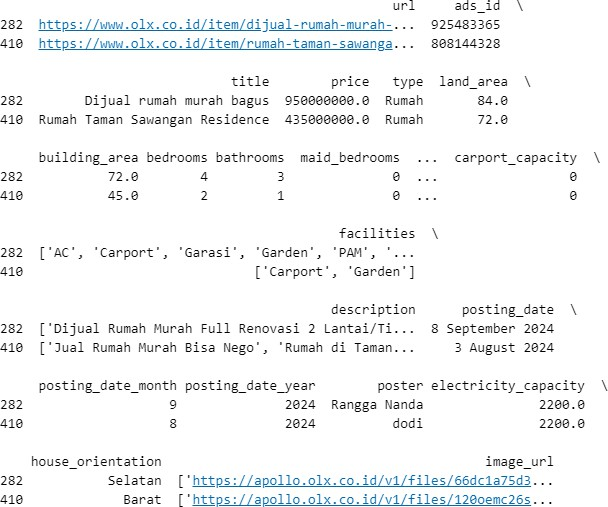 url     ads_id  \
282  https://www.olx.co.id/item/dijual-rumah-murah-...  925483365
410  https://www.olx.co.id/item/rumah-taman-sawanga...  808144328
title        price   type  land_area  \
282        Dijual rumah murah bagus  950000000.0  Rumah       84.0
410  Rumah Taman Sawangan Residence  435000000.0  Rumah       72.0
building_area bedrooms bathrooms  maid_bedrooms  ...  carport_capacity  \
282           72.0        4         3              0  ...                 0
410           45.0        2         1              0  ...                 0
facilities  \
282  ['AC', 'Carport', 'Garasi', 'Garden', 'PAM', '...
410                              ['Carport', 'Garden']
description      posting_date  \
282  ['Dijual Rumah Murah Full Renovasi 2 Lantai/Ti...  8 September 2024
410  ['Jual Rumah Murah Bisa Nego', 'Rumah di Taman...     3 August 2024
posting_date_month posting_date_year        poster electricity_capacity  \
282                  9              2024  Rangga Nanda               2200.0
410                  8              2024          dodi               2200.0
house_orientation                                          image_url
282           Selatan  ['https://apollo.olx.co.id/v1/files/66dc1a75d3...
410             Barat  ['https://apollo.olx.co.id/v1/files/120oemc26s...